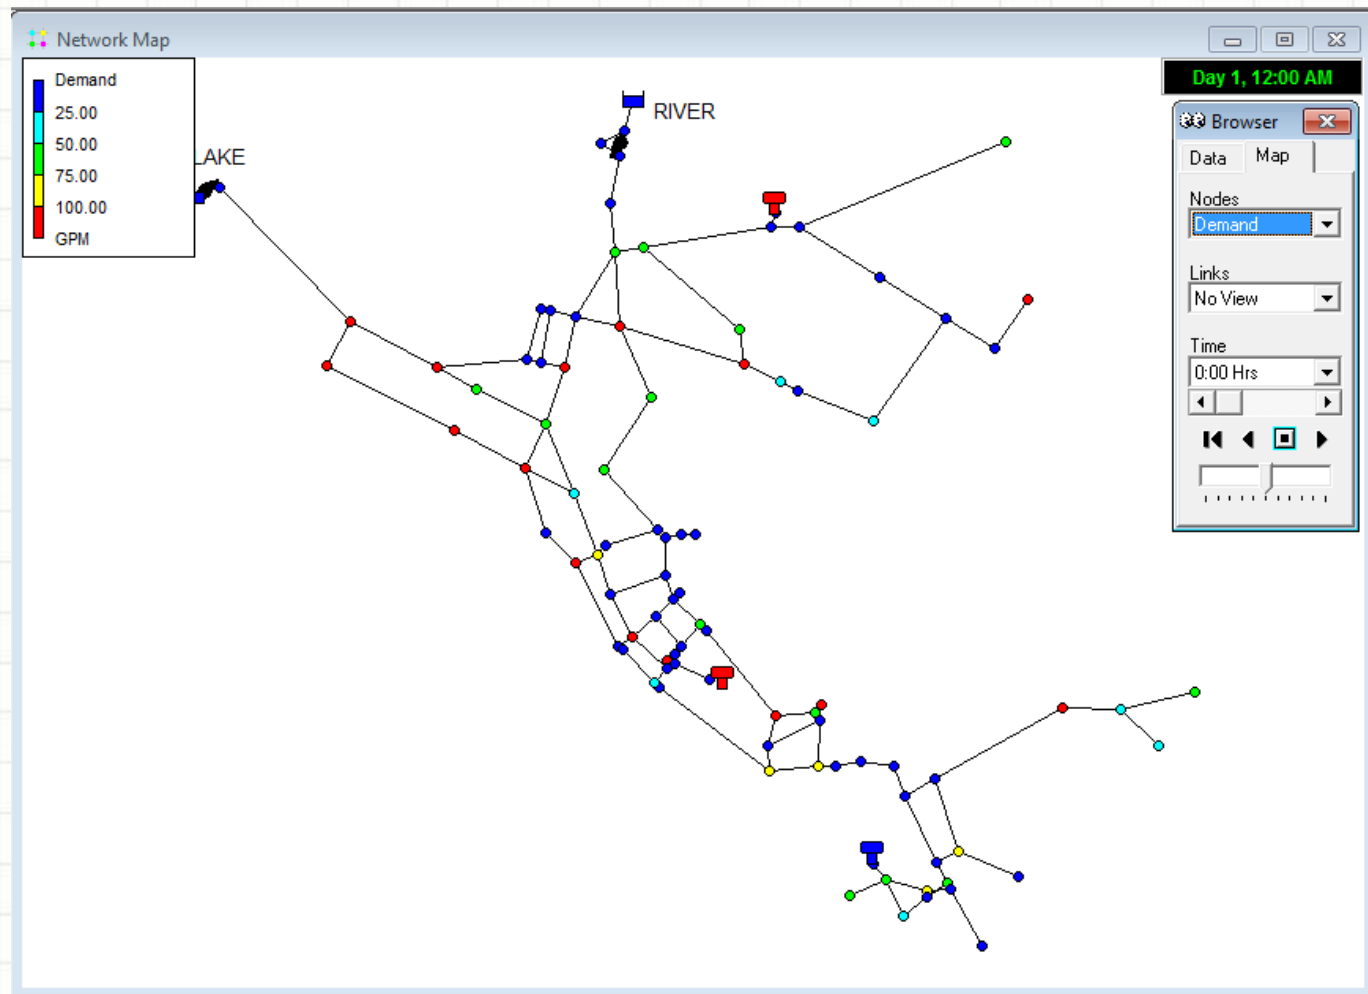 Network Map
Demand
25.00
50.00
75.00
100.00
GPM
LAKE
RIVER
Day 1, 12:00 AM
Browser
Data
Map
Nodes
Demand
Links
No View
Time
0:00 Hrs